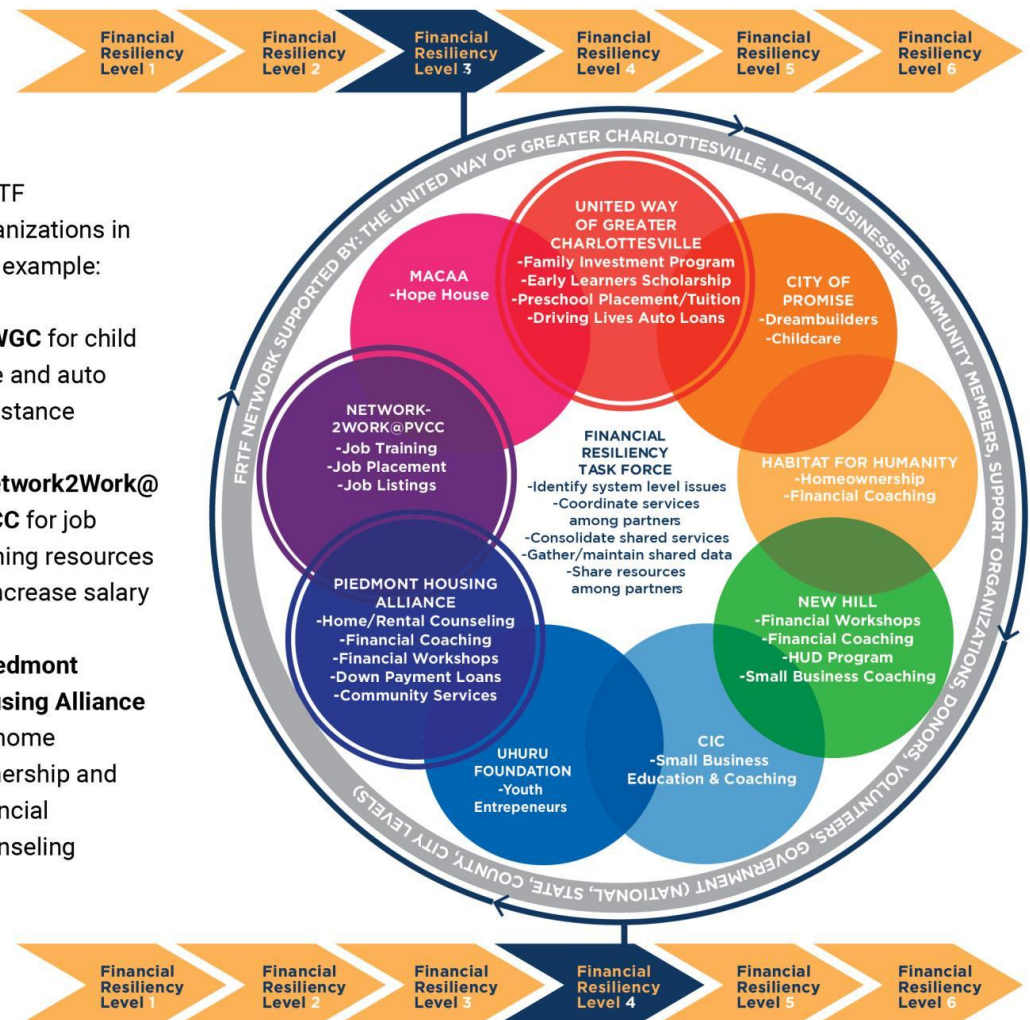 Financial
Resiliency
Level 1
Financial
Resiliency
Level 2
Financial
Resiliency
Level 3
Financial
Resiliency
Level 4
Financial
Resiliency
Level 5
Financial
Resiliency
Level 6
TF
anizations in
example:
WGC for child
e and auto
istance
etwork2Work@
CC for job
ning resources
ncrease salary
edmont
using Alliance
home
nership and
ncial
nseling
FRTF NETWORK SUPPORTED BY: THE UNITED WAY OF GREATER CHARLOTTESVILLE, LOCAL BUSINESSES, COMMUNITY MEMBERS, SUPPORT ORGANIZATIONS, DONORS, VOLUNTEERS, GOVERNMENT (NATIONAL, STATE, COUNTY, CITY LEVELS)
UNITED WAY
OF GREATER
CHARLOTTESVILLE
-Family Investment Program
-Early Learners Scholarship
-Preschool Placement/Tuition
-Driving Lives Auto Loans
MACAA
-Hope House
CITY OF
PROMISE
-Dreambuilders
-Childcare
NETWORK-
2WORK@PVCC
-Job Training
-Job Placement
-Job Listings
FINANCIAL
RESILIENCY
TASK FORCE
-Identify system level issues
-Coordinate services
among partners
-Consolidate shared services
-Gather/maintain shared data
-Share resources
among partners
HABITAT FOR HUMANITY
-Homeownership
-Financial Coaching
PIEDMONT HOUSING
ALLIANCE
-Home/Rental Counseling
-Financial Coaching
-Financial Workshops
-Down Payment Loans
-Community Services
NEW HILL
-Financial Workshops
-Financial Coaching
-HUD Program
-Small Business Coaching
UHURU
FOUNDATION
-Youth
Entrepeneurs
CIC
-Small Business
Education & Coaching
Financial
Resiliency
Level 1
Financial
Resiliency
Level 2
Financial
Resiliency
Level 3
Financial
Resiliency
Level 4
Financial
Resiliency
Level 5
Financial
Resiliency
Level 6